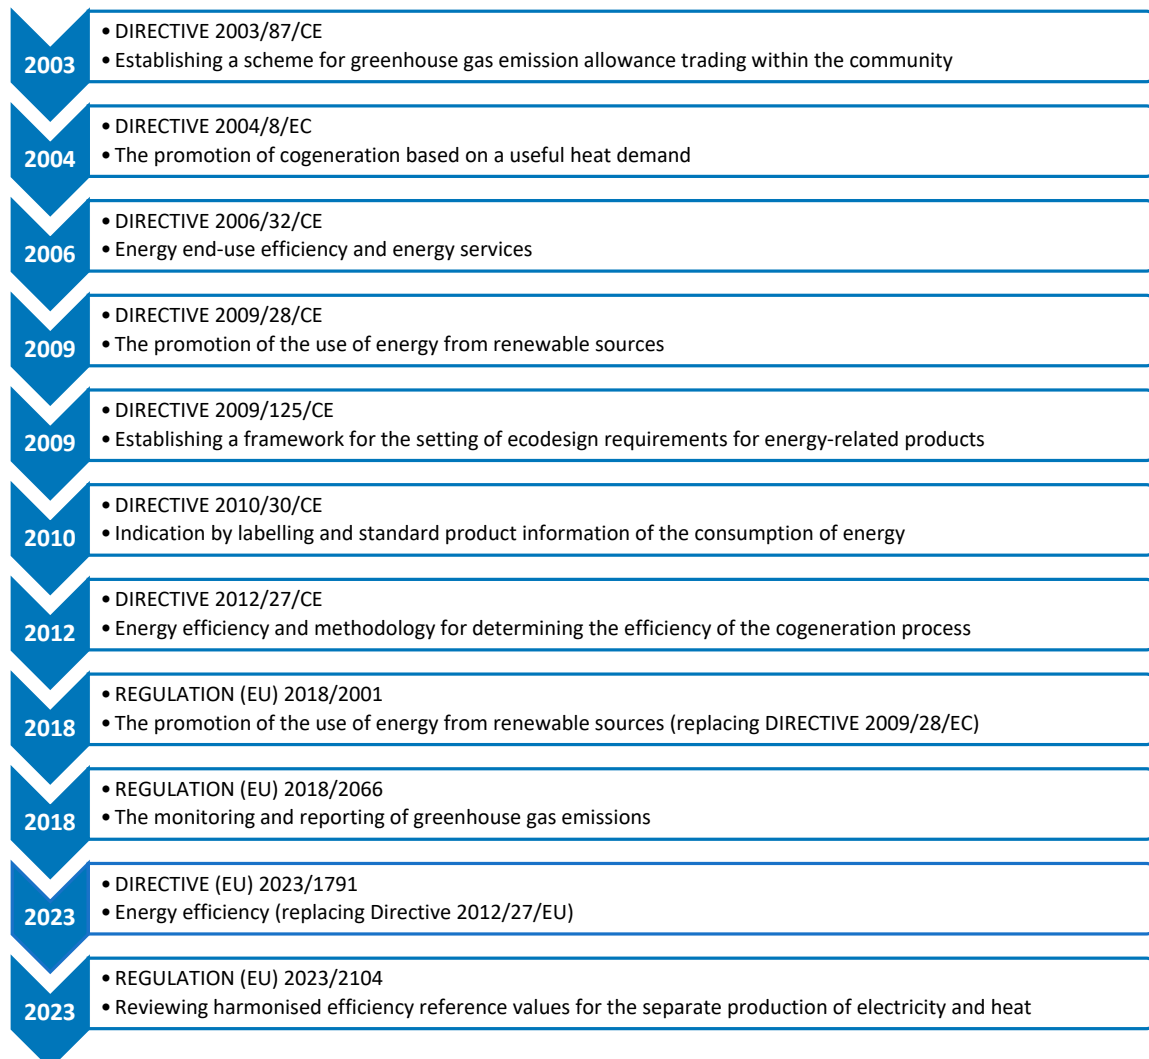 2003
• DIRECTIVE 2003/87/CE
• Establishing a scheme for greenhouse gas emission allowance trading within the community
2004
• DIRECTIVE 2004/8/EC
• The promotion of cogeneration based on a useful heat demand
2006
• DIRECTIVE 2006/32/CE
• Energy end-use efficiency and energy services
2009
• DIRECTIVE 2009/28/CE
• The promotion of the use of energy from renewable sources
2009
• DIRECTIVE 2009/125/CE
• Establishing a framework for the setting of ecodesign requirements for energy-related products
2010
• DIRECTIVE 2010/30/CE
• Indication by labelling and standard product information of the consumption of energy
2012
• DIRECTIVE 2012/27/CE
• Energy efficiency and methodology for determining the efficiency of the cogeneration process
2018
• REGULATION (EU) 2018/2001
• The promotion of the use of energy from renewable sources (replacing DIRECTIVE 2009/28/EC)
2018
• REGULATION (EU) 2018/2066
• The monitoring and reporting of greenhouse gas emissions
2023
• DIRECTIVE (EU) 2023/1791
• Energy efficiency (replacing Directive 2012/27/EU)
2023
• REGULATION (EU) 2023/2104
• Reviewing harmonised efficiency reference values for the separate production of electricity and heat